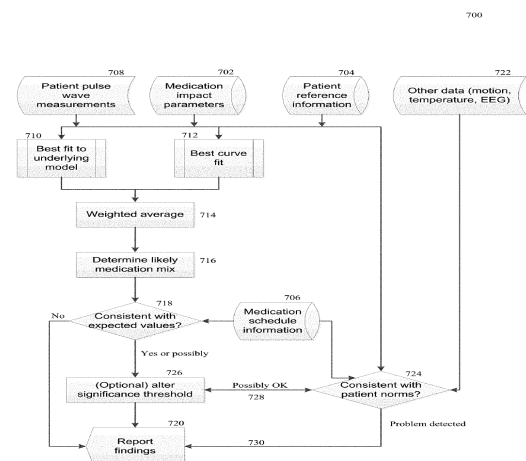 700
708
Patient pulse
wave
measurements
702
Medication
impact
parameters
704
Patient
reference
information
722
Other data (motion,
temperature, EEG)
710
Best fit to
underlying
model
712
Best curve
fit
Weighted average
714
Determine likely
medication mix
716
718
Consistent with
expected values?
No
706
Medication
schedule
information
Yes or possibly
724
Consistent with
patient norms?
726
(Optional) alter
significance threshold
Possibly OK
728
Problem detected
720
Report
findings
730